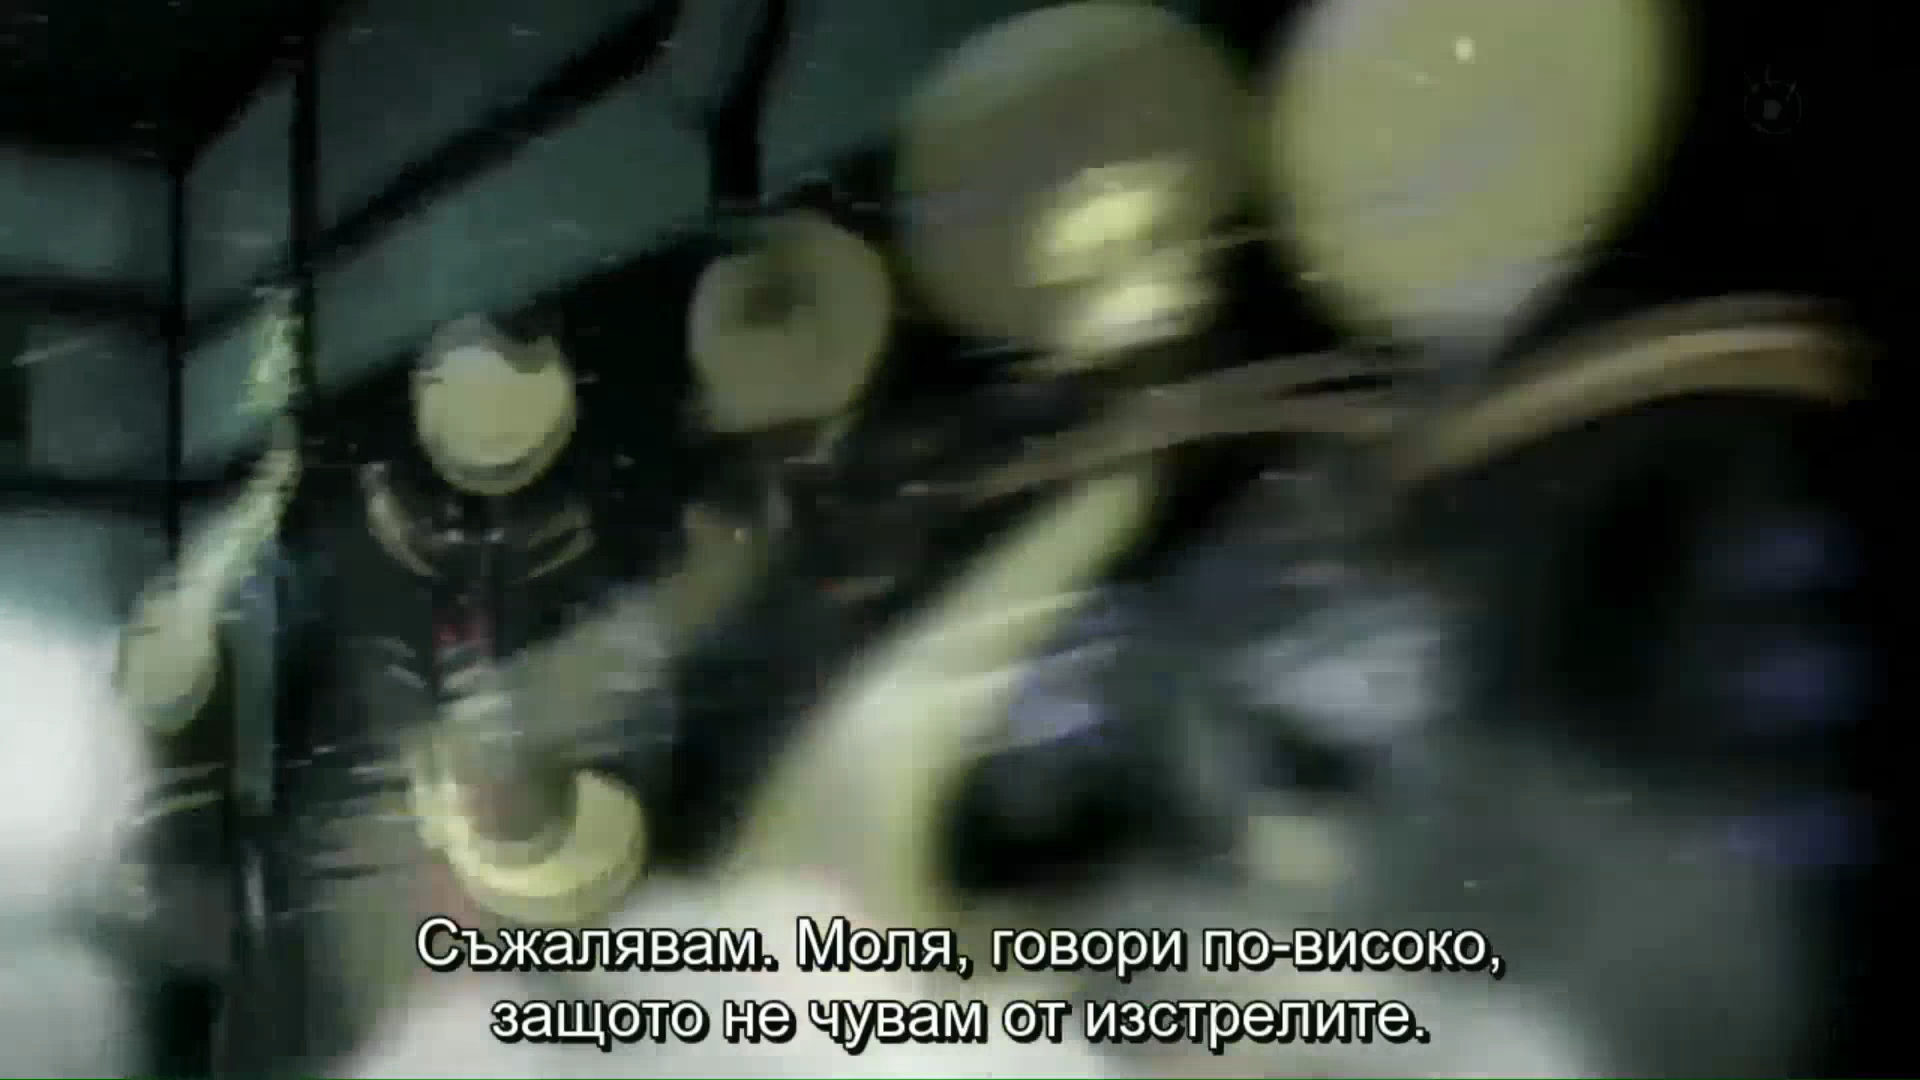 Съжалявам. Моля, говори по-високо,
защото не чувам от изстрелите.